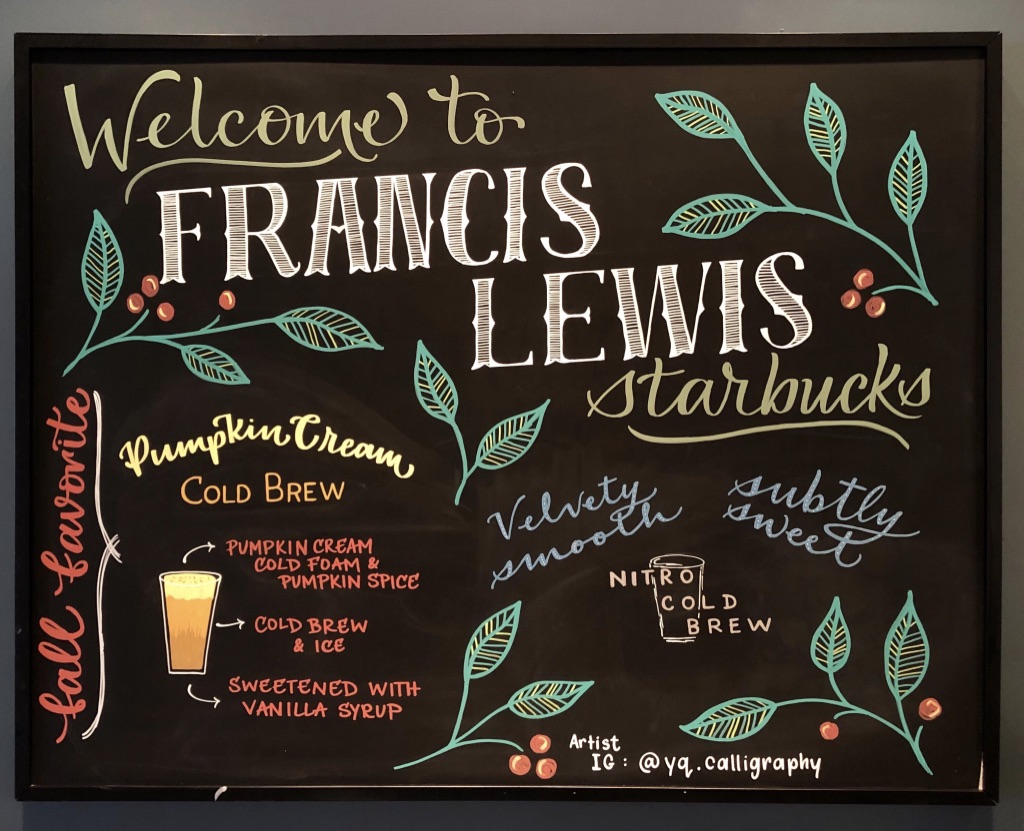 Welcome to
FRANCIS
LEWIS
starbucks
fall favorite
Pumpkin Cream
COLD BREW
PUMPKIN CREAM
COLD FOAM &
PUMPKIN SPICE
COLD BREW
& ICE
SWEETENED WITH
VANILLA SYRUP
Velvety
smooth
subtly
sweet
NITRO
COLD
BREW
Artist
IG: @yq.calligraphy